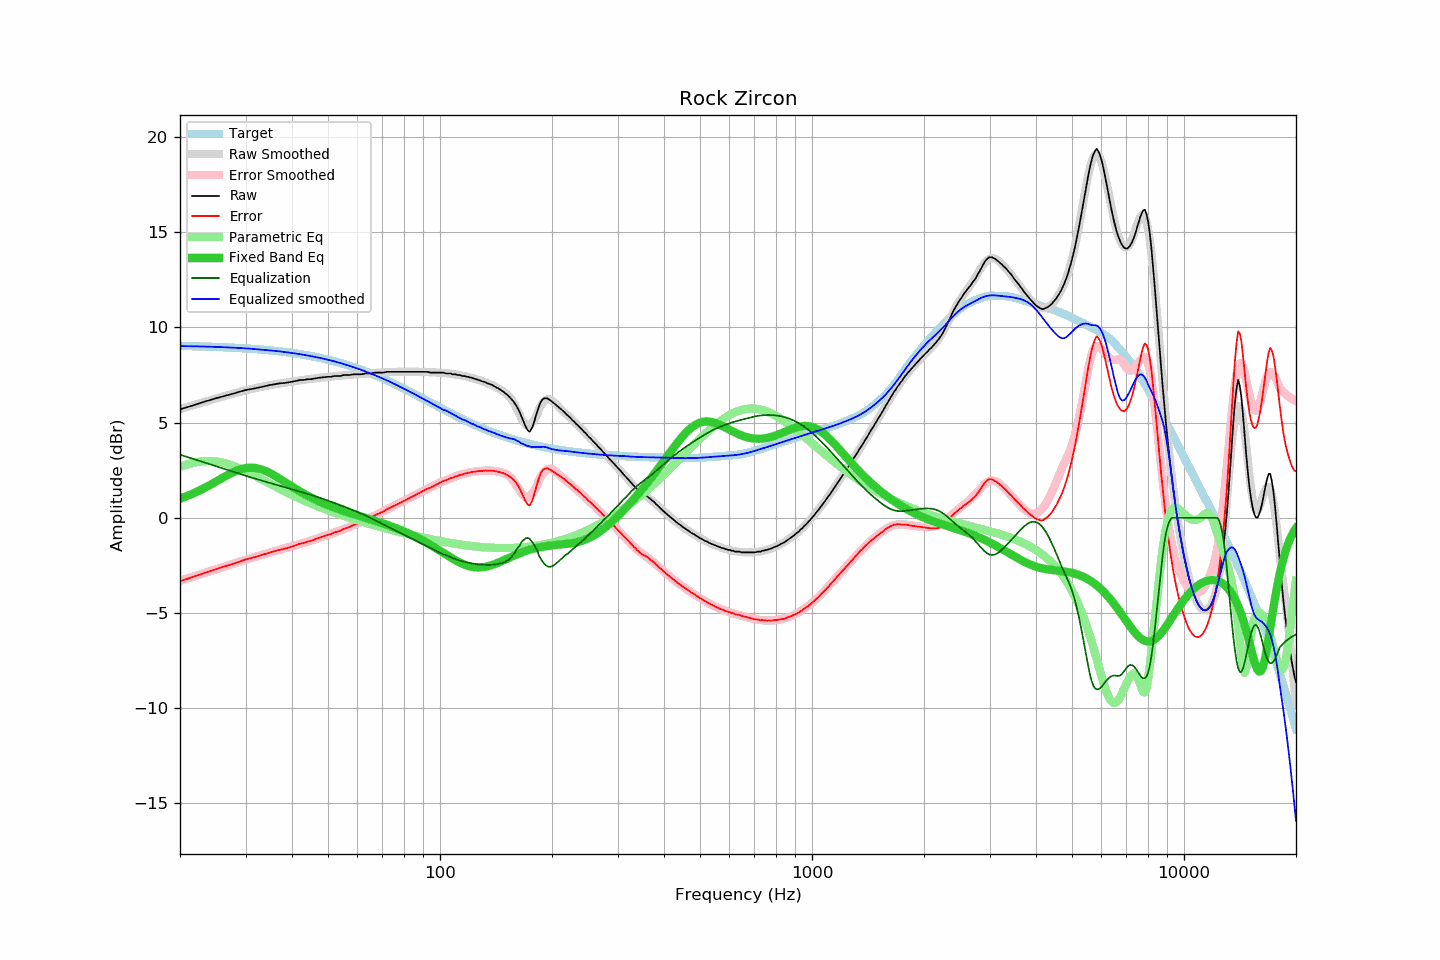 Rock Zircon
Target
Raw Smoothed
Error Smoothed
Raw
Error
Parametric Eq
Fixed Band Eq
Equalization
Equalized smoothed
20
15
10
5
0
−5
−10
−15
Amplitude (dBr)
100
1000
10000
Frequency (Hz)